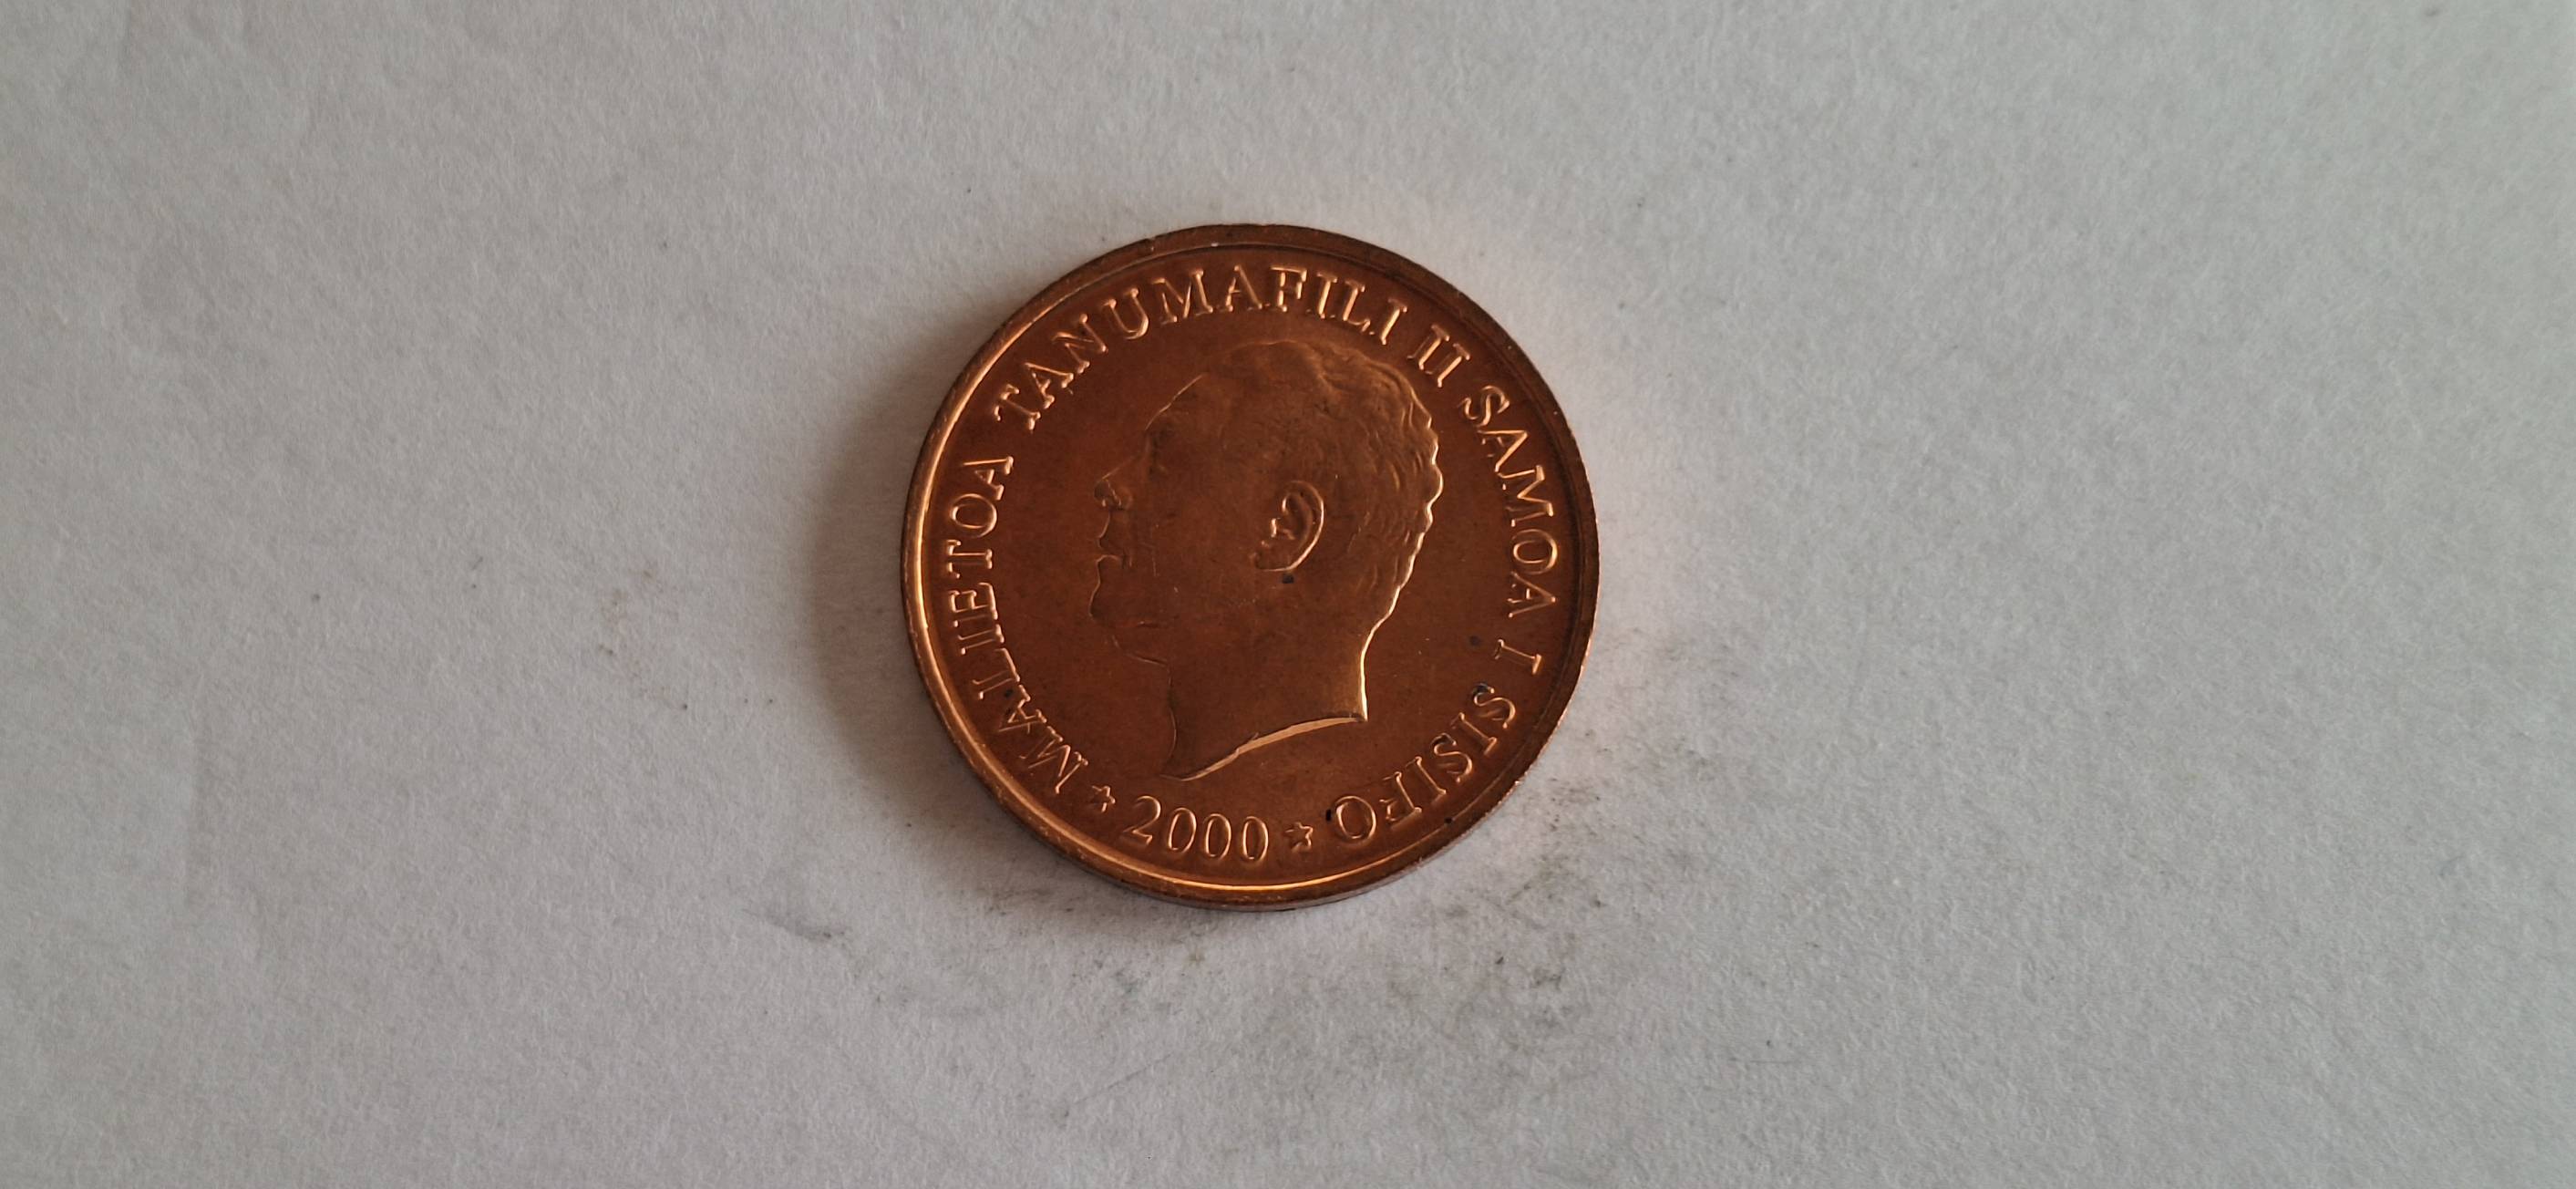 MALIETOA TANUMAFILI II SAMOA I SISIFO
★ 2000 ★